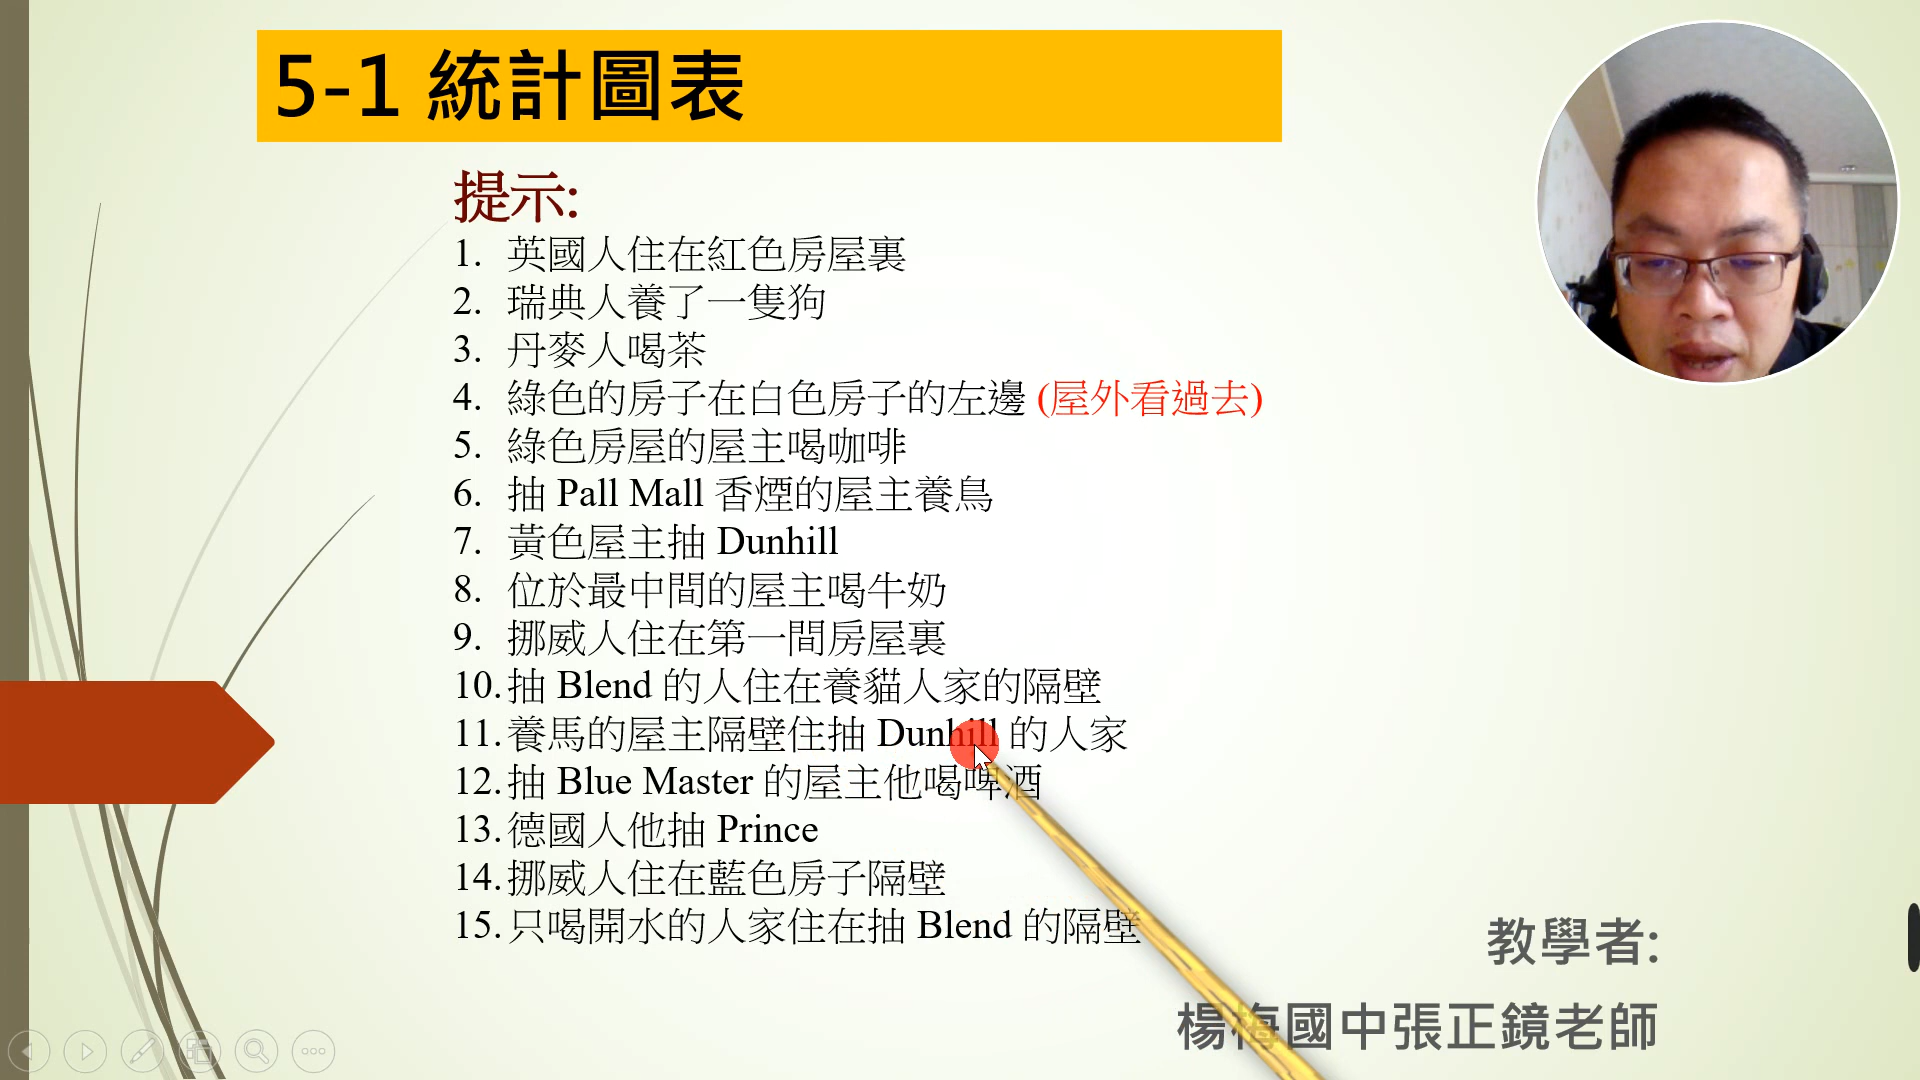 5-1 統計圖表
提示:
1. 英國人住在紅色房屋裏
2. 瑞典人養了一隻狗
3. 丹麥人喝茶
4. 綠色的房子在白色房子的左邊 (屋外看過去)
5. 綠色房屋的屋主喝咖啡
6. 抽 Pall Mall 香煙的屋主養鳥
7. 黃色屋主抽 Dunhill
8. 位於最中間的屋主喝牛奶
9. 挪威人住在第一間房屋裏
10. 抽 Blend 的人住在養貓人家的隔壁
11. 養馬的屋主隔壁住抽 Dunhill 的人家
12. 抽 Blue Master 的屋主他喝啤酒
13. 德國人他抽 Prince
14. 挪威人住在藍色房子隔壁
15. 只喝開水的人家住在抽 Blend 的隔壁
教學者:
楊梅國中張正鏡老師